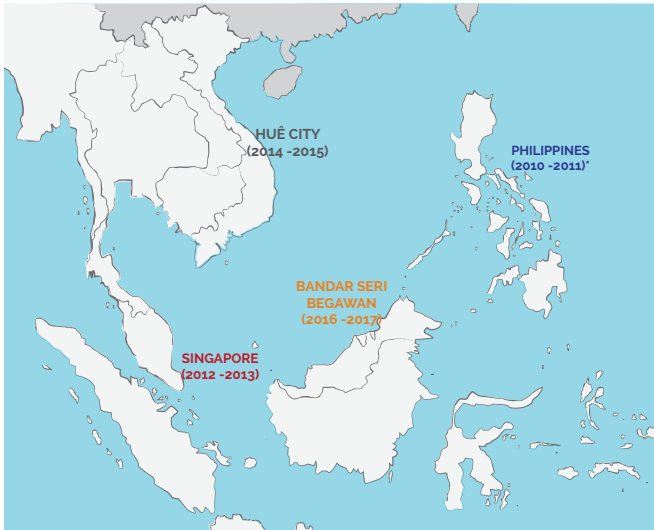 HUÊ CITY
(2014 -2015)
PHILIPPINES
(2010 -2011)*
BANDAR SERI
BEGAWAN
(2016 -2017)
SINGAPORE
(2012 -2013)